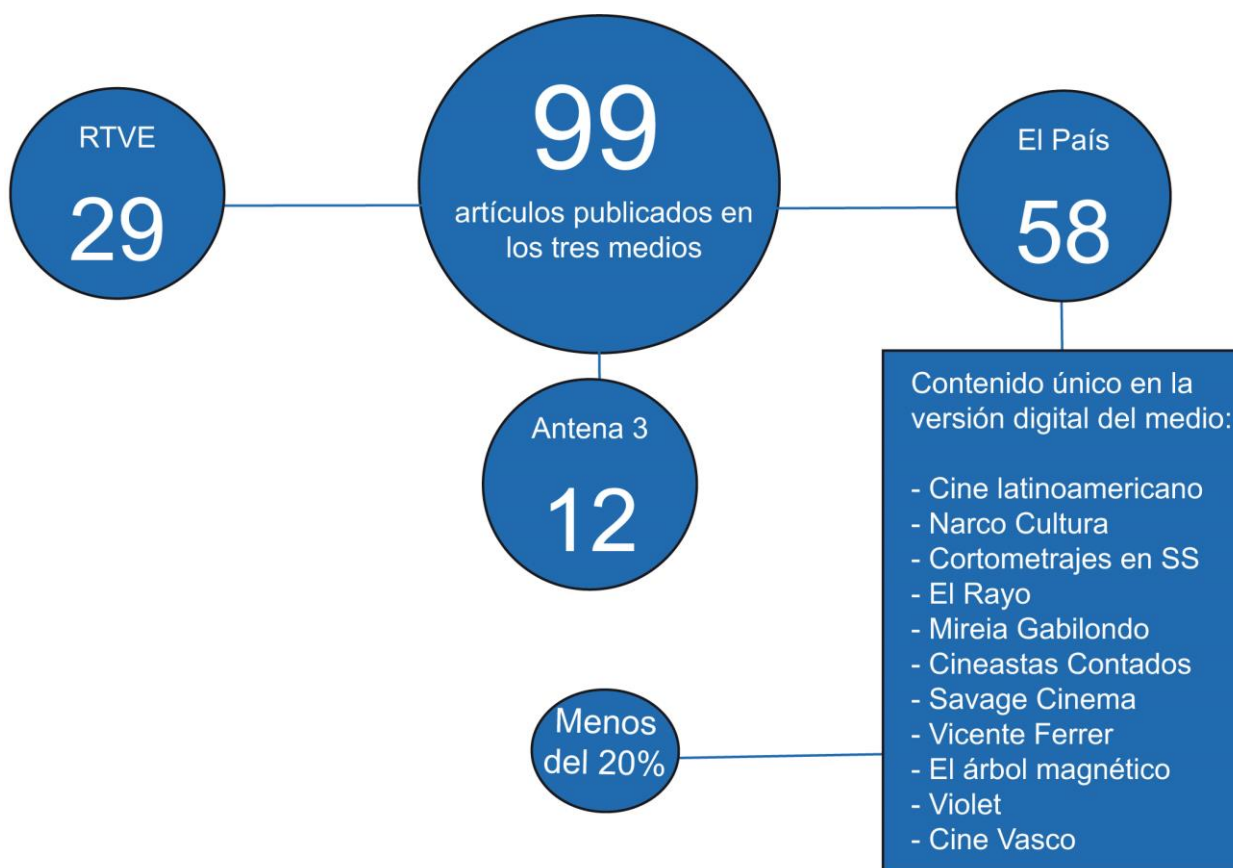 RTVE
29
99
artículos publicados en
los tres medios
El País
58
Antena 3
12
Contenido único en la
versión digital del medio:
- Cine latinoamericano
- Narco Cultura
- Cortometrajes en SS
- El Rayo
- Mireia Gabilondo
- Cineastas Contados
- Savage Cinema
- Vicente Ferrer
- El árbol magnético
- Violet
- Cine Vasco
Menos
del 20%